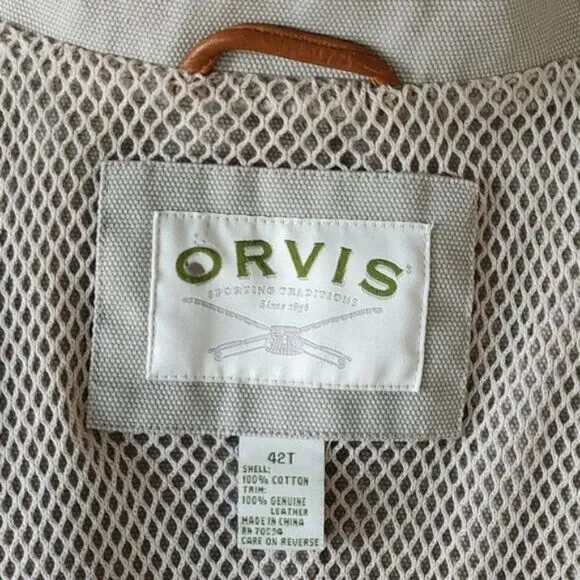 ORVIS
SPORTING TRADITIONS
Since 1856
42T
SHELL:
100% COTTON
TRIM:
100% GENUINE
LEATHER
MADE IN CHINA
RN 70534
CARE ON REVERSE